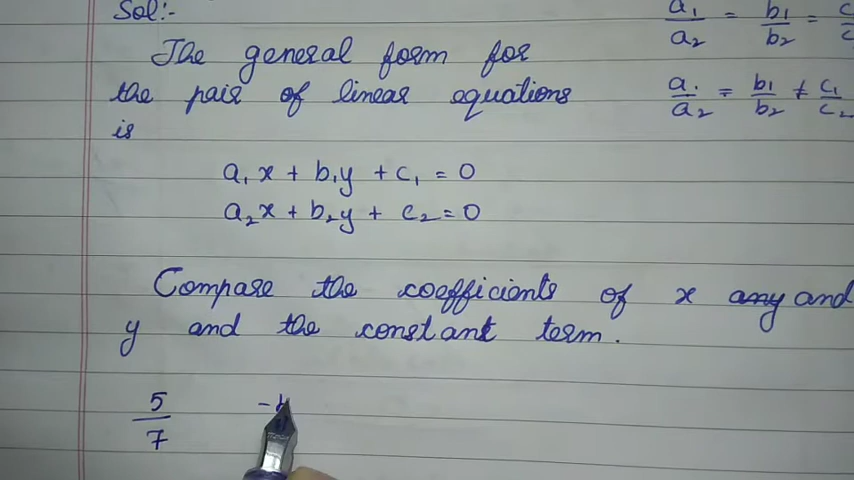 Sol:-
The general form for
the pair of linear equations
is
a₁x + b₁y + c₁ = 0
a₂x + b₂y + c₂ = 0
Compare the coefficients of x any and
y and the constant term.
5/7 -
a₁/a₂ = b₁/b₂ =
a₁/a₂ = b₁/b₂ ≠ c₁/c₂